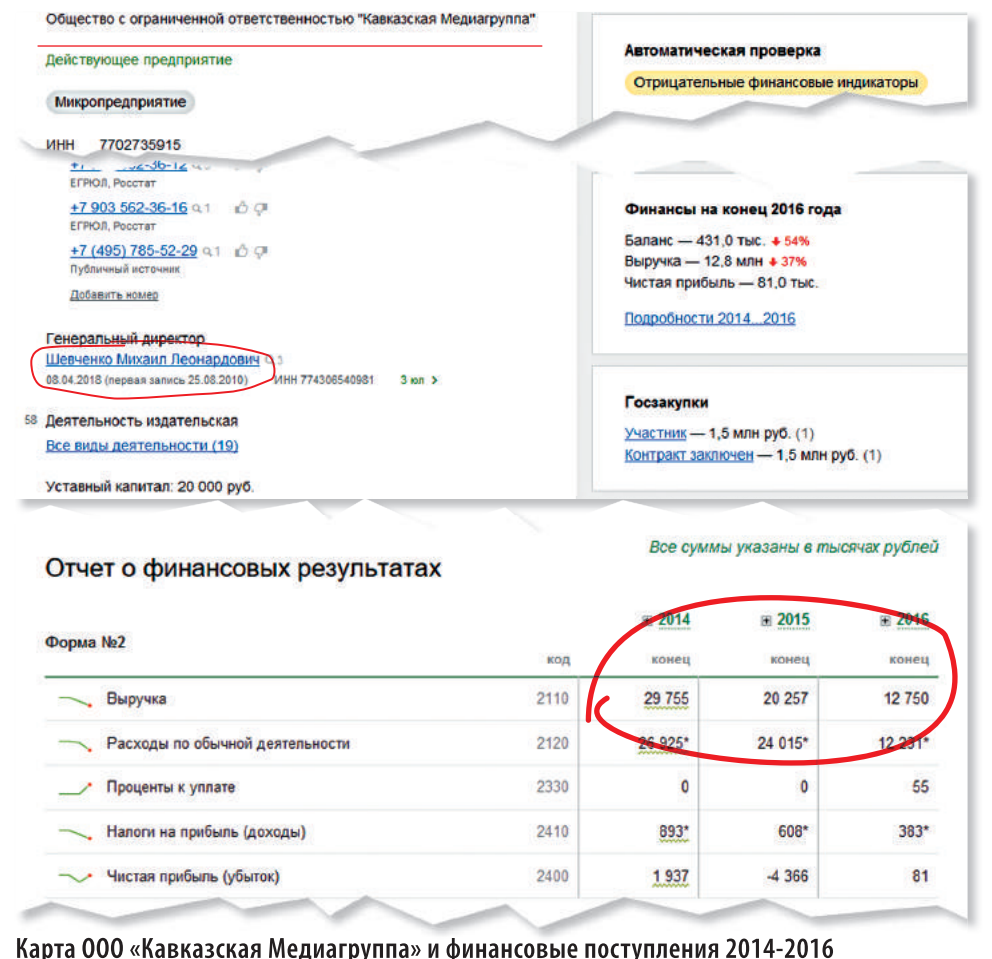 Общество с ограниченной ответственностью "Кавказская Медиагруппа"
Действующее предприятие
Микропредприятие
ИНН 7702735915
ЕГРЮЛ, Росстат
+7 903 562-36-16 1
ЕГРЮЛ, Росстат
+7 (495) 785-52-29 1
Публичный источник
Добавить номер
Генеральный директор
Шевченко Михаил Леонардович 3
08.04.2018 (первая запись 25.08.2010) ИНН 774306540981 3 юл >
58 Деятельность издательская
Все виды деятельности (19)
Уставный капитал: 20 000 руб.
Автоматическая проверка
Отрицательные финансовые индикаторы
Финансы на конец 2016 года
Баланс — 431,0 тыс. 54%
Выручка — 12,8 млн 37%
Чистая прибыль — 81,0 тыс.
Подробности 2014...2016
Госзакупки
Участник — 1,5 млн руб. (1)
Контракт заключен — 1,5 млн руб. (1)
Все суммы указаны в тысячах рублей
Отчет о финансовых результатах
2014 2015 2016
Форма №2
код конец конец конец
Выручка 2110 29 755 20 257 12 750
Расходы по обычной деятельности 2120 26 925* 24 015* 12 231*
Проценты к уплате 2330 0 0 55
Налоги на прибыль (доходы) 2410 893* 608* 383*
Чистая прибыль (убыток) 2400 1 937 -4 366 81
Карта ООО «Кавказская Медиагруппа» и финансовые поступления 2014-2016